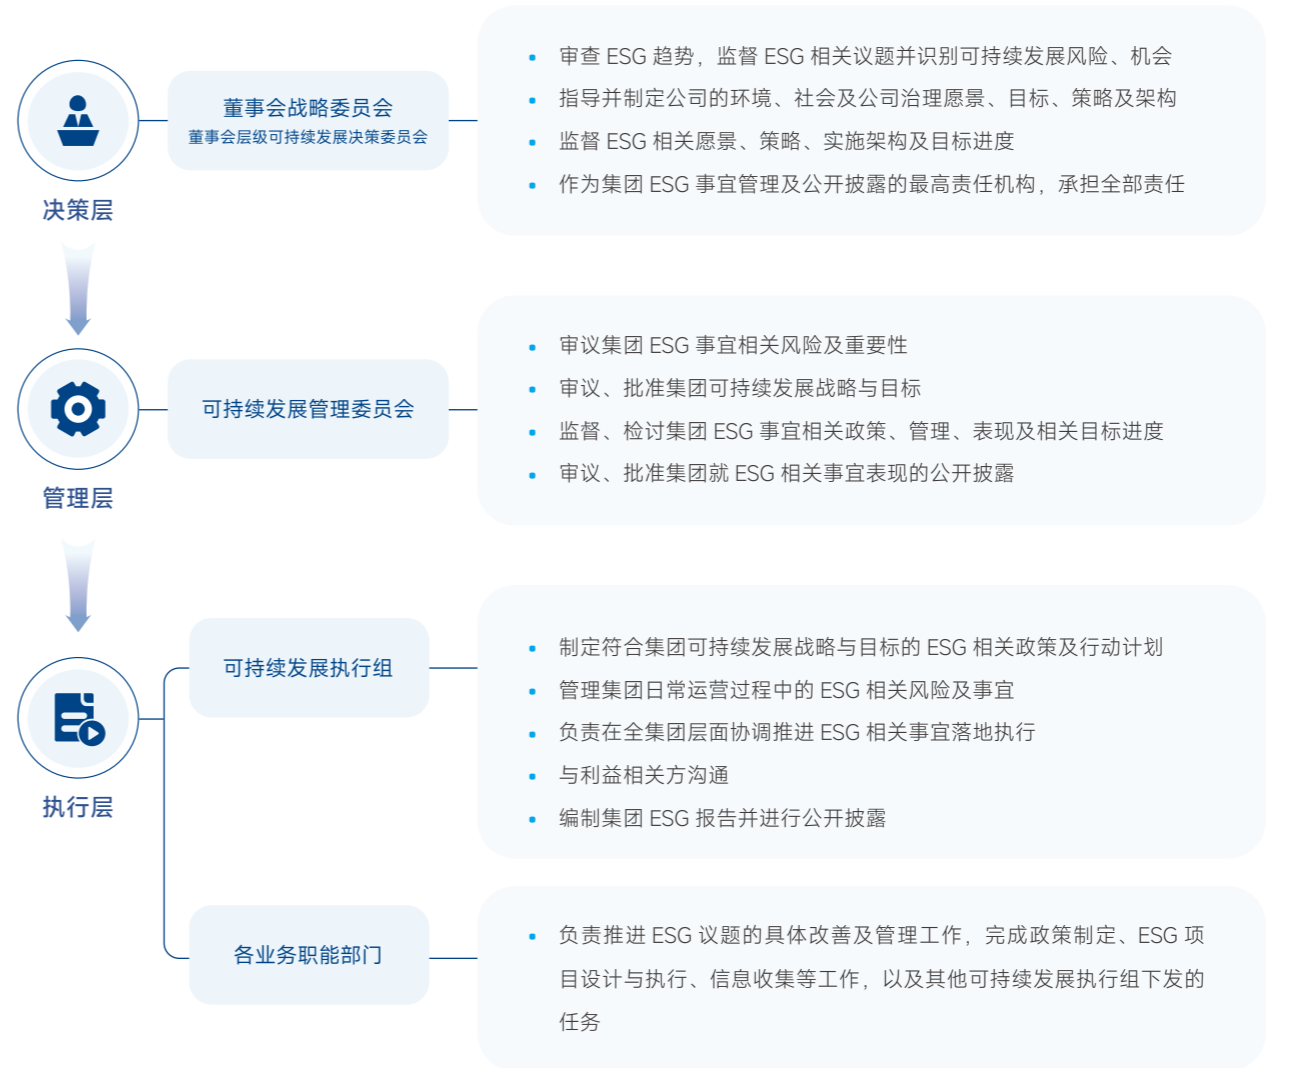 董事会战略委员会
董事会层级可持续发展决策委员会
决策层
审查 ESG 趋势，监督 ESG 相关议题并识别可持续发展风险、机会
指导并制定公司的环境、社会及公司治理愿景、目标、策略及架构
监督 ESG 相关愿景、策略、实施架构及目标进度
作为集团 ESG 事宜管理及公开披露的最高责任机构，承担全部责任
可持续发展管理委员会
管理层
审议集团 ESG 事宜相关风险及重要性
审议、批准集团可持续发展战略与目标
监督、检讨集团 ESG 事宜相关政策、管理、表现及相关目标进度
审议、批准集团就 ESG 相关事宜表现的公开披露
执行层
可持续发展执行组
制定符合集团可持续发展战略与目标的 ESG 相关政策及行动计划
管理集团日常运营过程中的 ESG 相关风险及事宜
负责在全集团层面协调推进 ESG 相关事宜落地执行
与利益相关方沟通
编制集团 ESG 报告并进行公开披露
各业务职能部门
负责推进 ESG 议题的具体改善及管理工作，完成政策制定、ESG 项
目设计与执行、信息收集等工作，以及其他可持续发展执行组下发的
任务